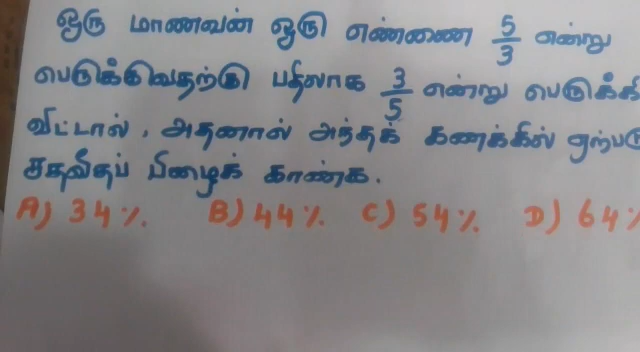 ஒரு மாணவன் ஒரு எண்ணை 5/3 என்று
பெருக்குவதற்கு பதிலாக 3/5 என்று பெருக்கி
விட்டால், அதனால் அந்தக் கணக்கில்
சதவீதப் பிழைக் காண்க.
A) 34%. B) 44% C) 54%. D) 64%